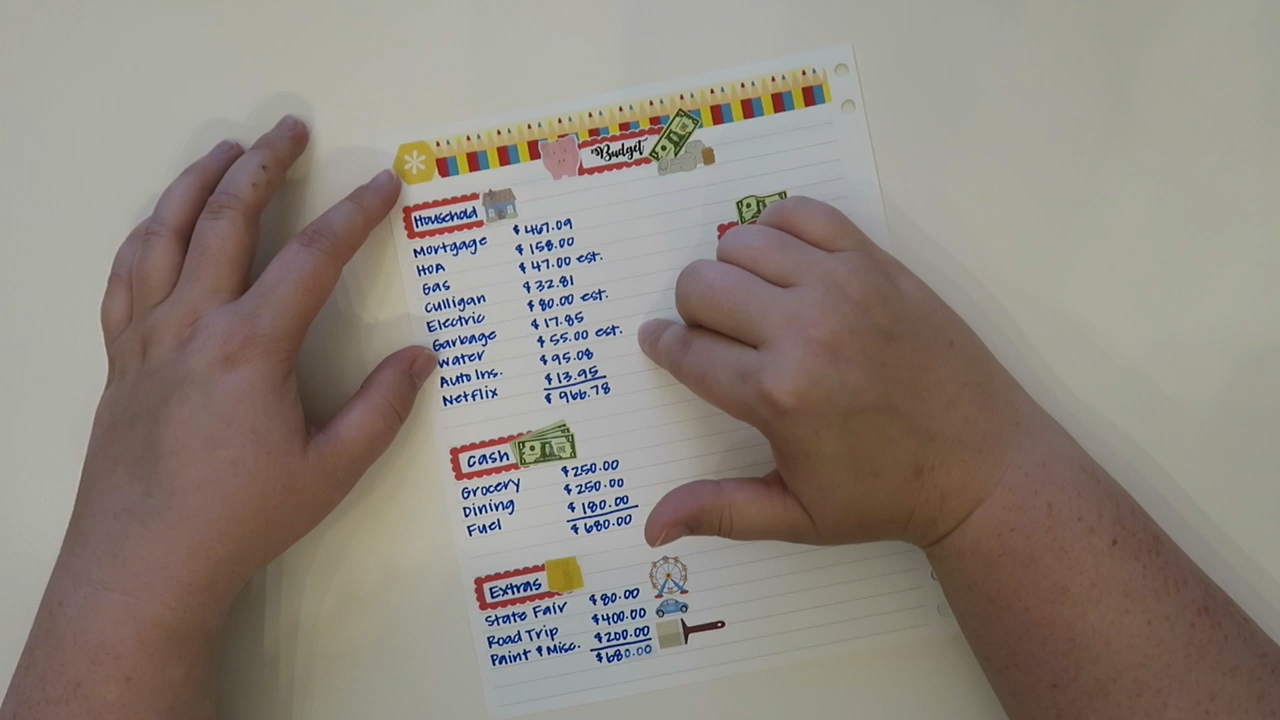 Budget
Household
Mortgage $467.09
HOA $158.00
Gas $47.00 est.
Culligan $32.81
Electric $80.00 est.
Garbage $17.85
Water $55.00 est.
Auto Ins. $95.08
Netflix $13.95
$966.78
Cash
Grocery $250.00
Dining $250.00
Fuel $180.00
$680.00
Extras
State Fair $80.00
Road Trip $400.00
Paint & Misc. $200.00
$680.00